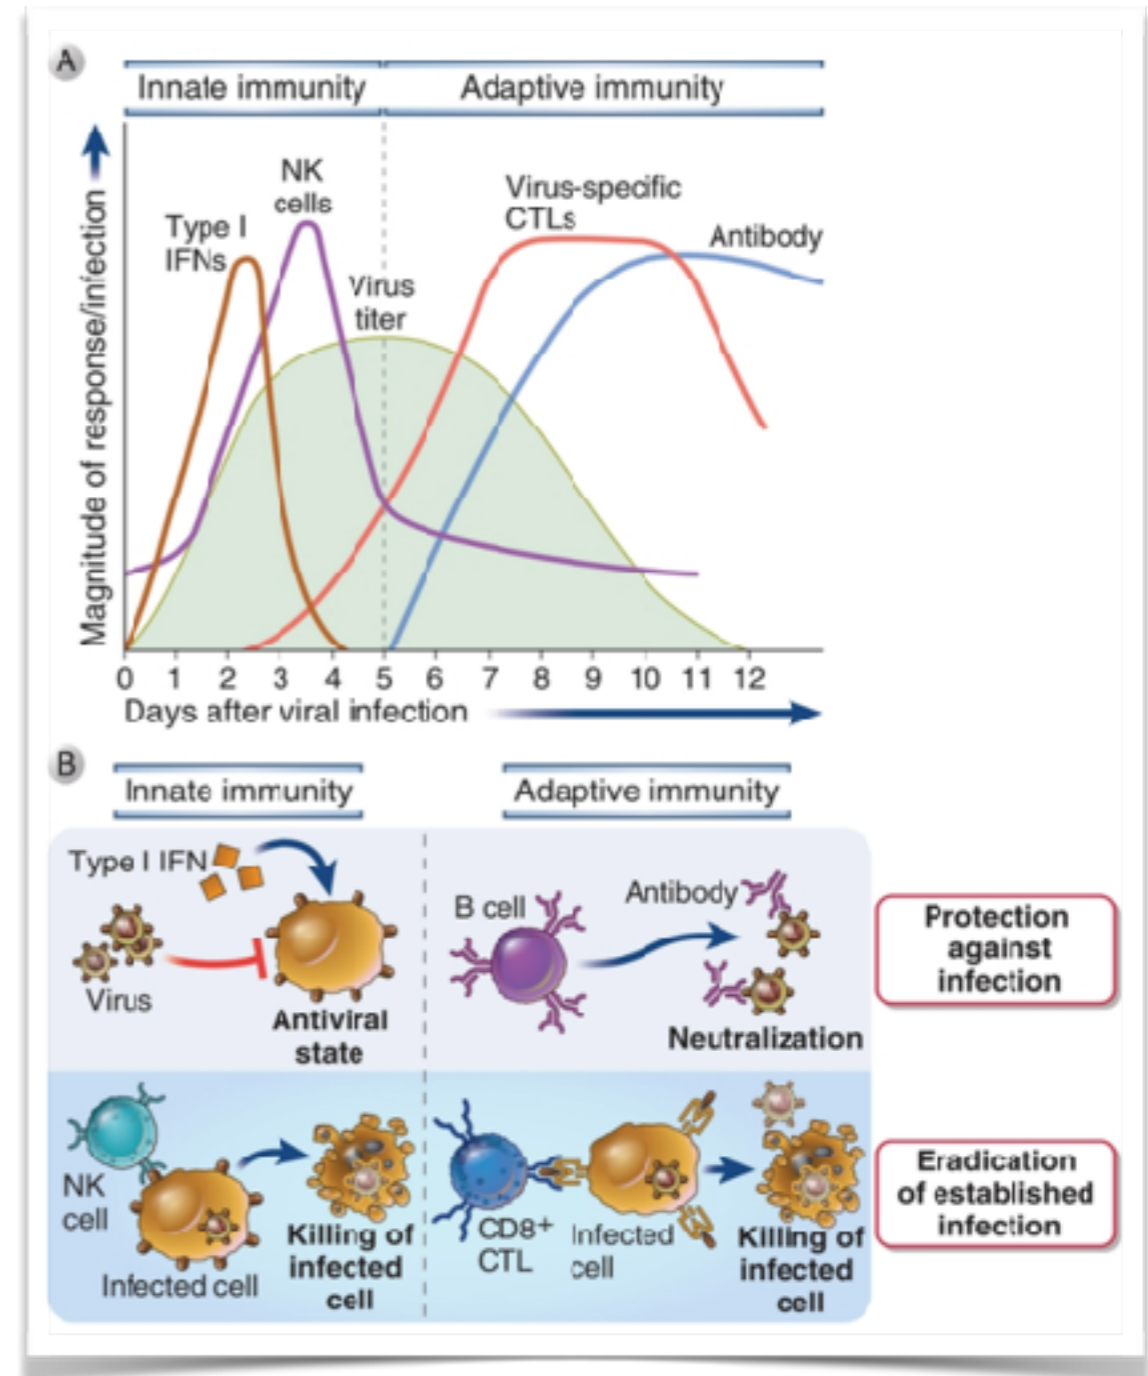 A
Innate immunity
Adaptive immunity
Magnitude of response/infection
Type I
IFNs
NK
cells
Virus
titer
Virus-specific
CTLs
Antibody
0 1 2 3 4 5 6 7 8 9 10 11 12
Days after viral infection
B
Innate immunity
Adaptive immunity
Type I IFN
Virus
Antiviral
state
B cell
Antibody
Neutralization
Protection
against
infection
NK
cell
Infected cell
Killing of
infected
cell
CD8+
CTL
Infected
cell
Killing of
infected
cell
Eradication
of established
infection